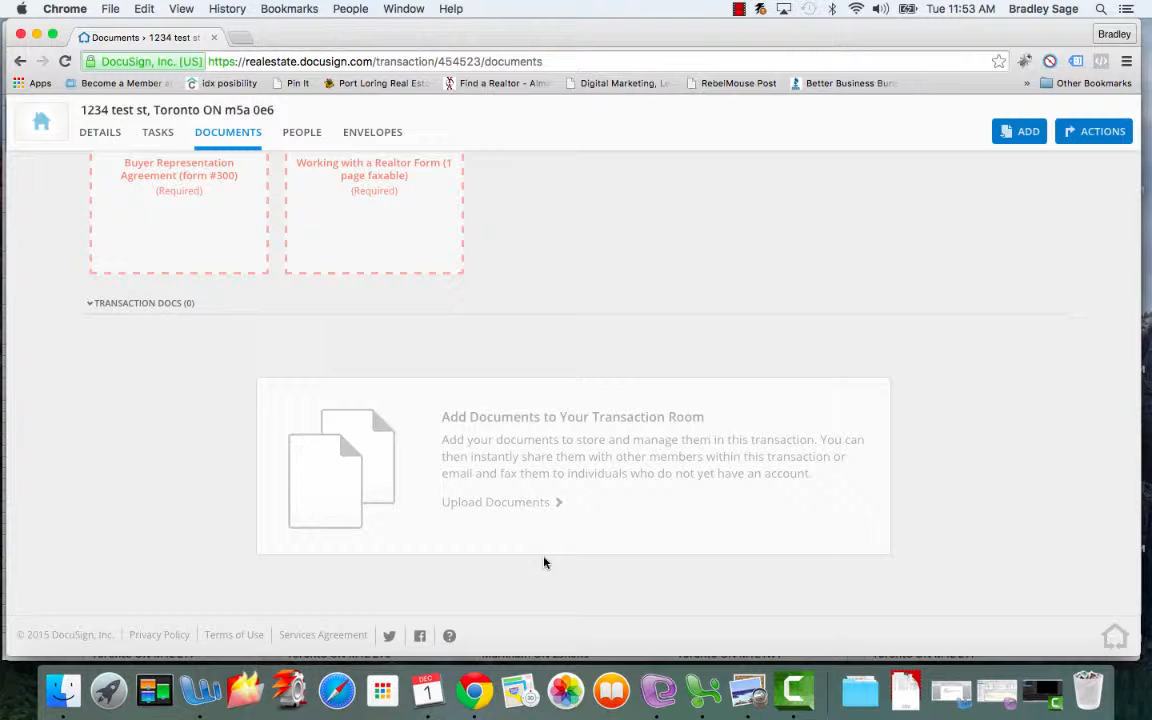 Chrome File Edit View History Bookmarks People Window Help Tue 11:53 AM Bradley Sage
Documents › 1234 test st
Bradley
DocuSign, Inc. [US] https://realestate.docusign.com/transaction/454523/documents
Apps Become a Member a idx posibility Pin It Port Loring Real Est Find a Realtor - Alm Digital Marketing, Le RebelMouse Post Better Business Bur » Other Bookmarks
1234 test st, Toronto ON m5a 0e6
DETAILS TASKS DOCUMENTS PEOPLE ENVELOPES
ADD ACTIONS
Buyer Representation
Agreement (form #300)
(Required)
Working with a Realtor Form (1
page faxable)
(Required)
TRANSACTION DOCS (0)
Add Documents to Your Transaction Room
Add your documents to store and manage them in this transaction. You can
then instantly share them with other members within this transaction or
email and fax them to individuals who do not yet have an account.
Upload Documents
© 2015 DocuSign, Inc. Privacy Policy Terms of Use Services Agreement
DEC
1